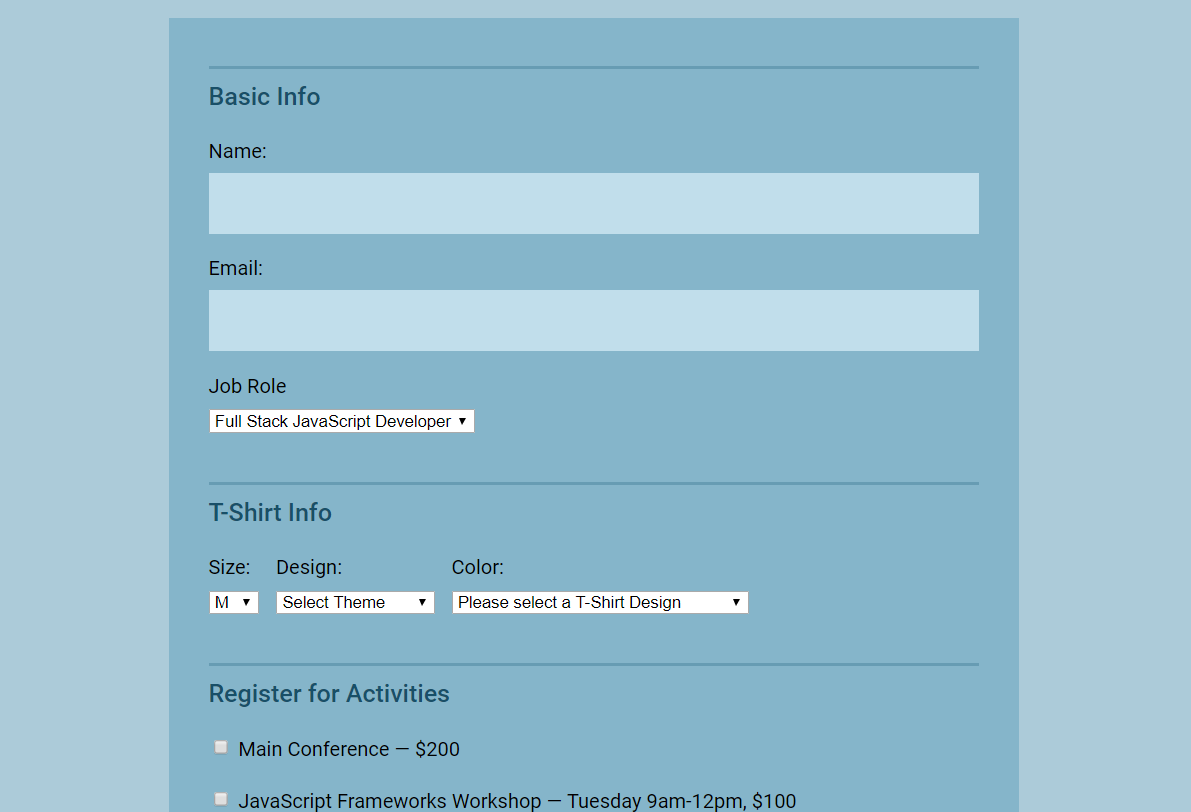 Basic Info
Name:
Email:
Job Role
Full Stack JavaScript Developer
T-Shirt Info
Size: Design: Color:
M Select Theme Please select a T-Shirt Design
Register for Activities
Main Conference — $200
JavaScript Frameworks Workshop — Tuesday 9am-12pm, $100